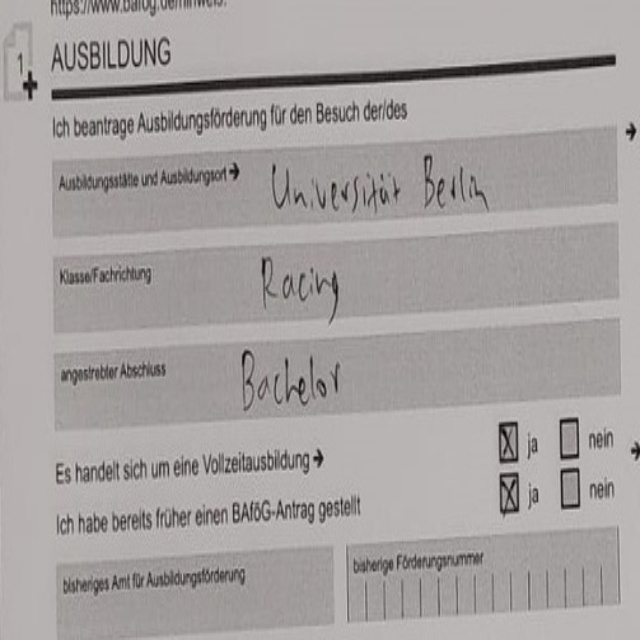 https://www.bafög.de/hinweis.
1
AUSBILDUNG
Ich beantrage Ausbildungsförderung für den Besuch der/des
Ausbildungsstätte und Ausbildungsort → Universität Berlin
Klasse/Fachrichtung Racing
angestrebter Abschluss Bachelor
Es handelt sich um eine Vollzeitausbildung → X ja nein
Ich habe bereits früher einen BAföG-Antrag gestellt X ja nein
bisheriges Amt für Ausbildungsförderung bisherige Förderungsnummer